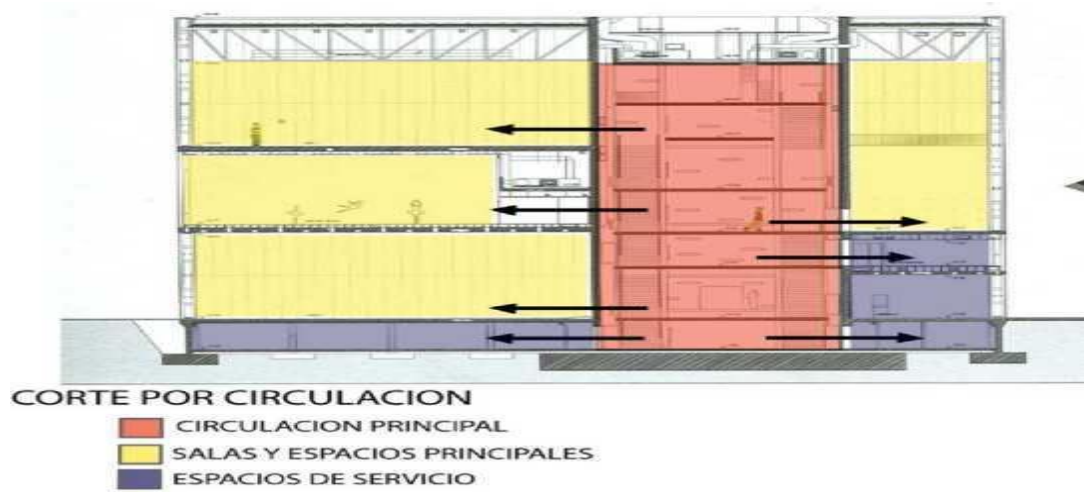 CORTE POR CIRCULACION
CIRCULACION PRINCIPAL
SALAS Y ESPACIOS PRINCIPALES
ESPACIOS DE SERVICIO